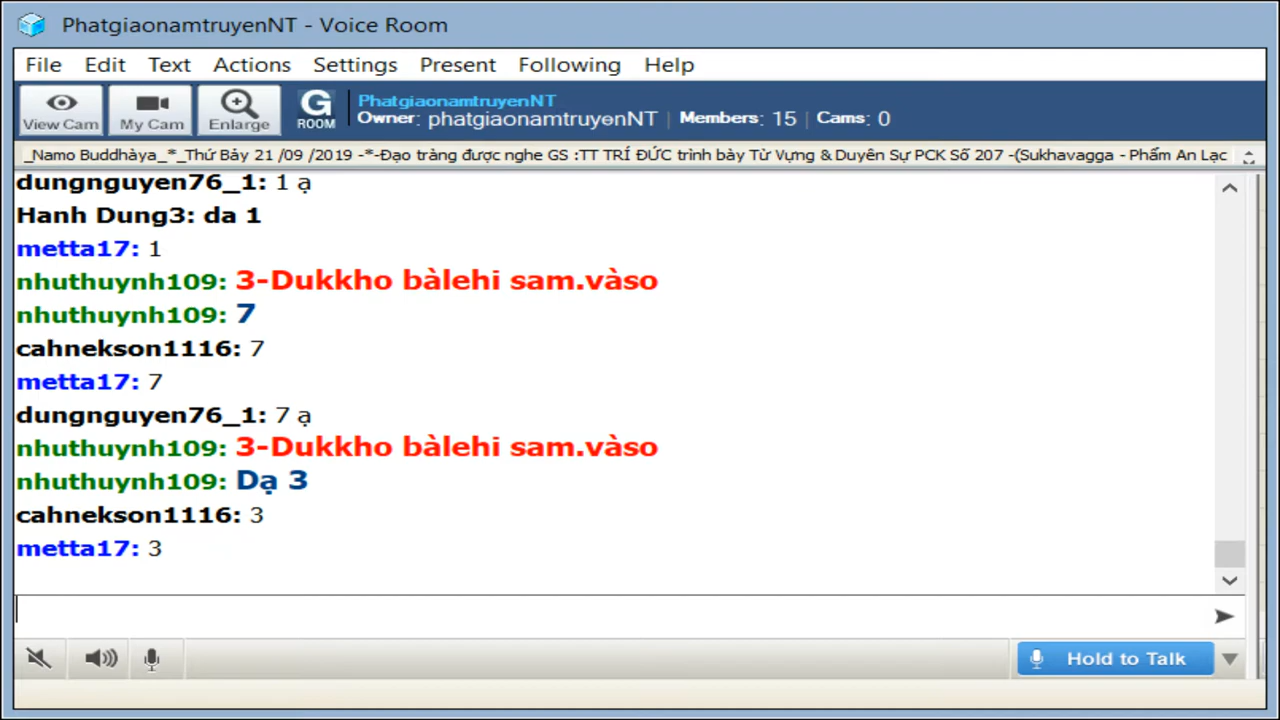 PhatgiaonamtruyenNT - Voice Room
File Edit Text Actions Settings Present Following Help
View Cam My Cam Enlarge G ROOM PhatgiaonamtruyenNT
Owner: phatgiaonamtruyenNT | Members: 15 | Cams: 0
_Namo Buddhàya_*_Thứ Bảy 21 /09 /2019 -*-Đạo tràng được nghe GS :TT TRÍ ĐỨC trình bày Từ Vựng & Duyên Sự PCK Số 207 -(Sukhavagga - Phẩm An Lạc
dungnguyen76_1: 1 ạ
Hanh Dung3: da 1
metta17: 1
nhuthuynh109: 3-Dukkho bàlehi sam.vàso
nhuthuynh109: 7
cahnekson1116: 7
metta17: 7
dungnguyen76_1: 7 ạ
nhuthuynh109: 3-Dukkho bàlehi sam.vàso
nhuthuynh109: Dạ 3
cahnekson1116: 3
metta17: 3
Hold to Talk